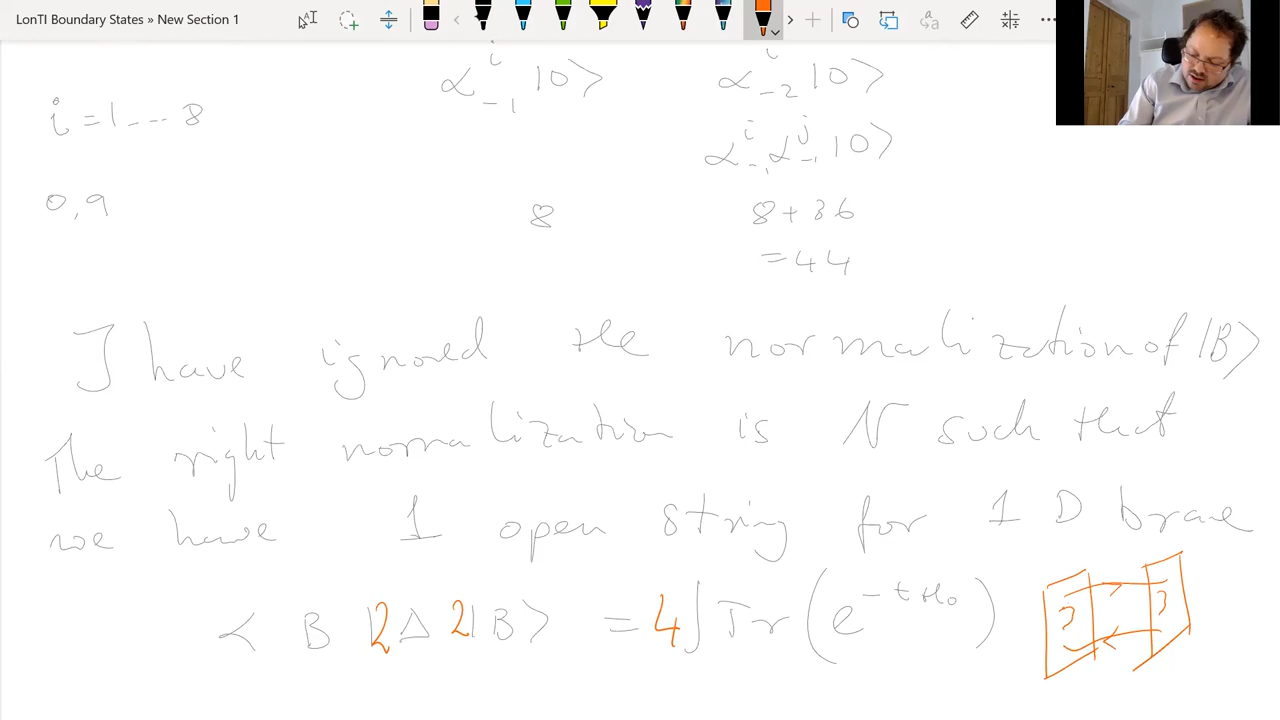 LonTI Boundary States » New Section 1
α^i_{-1} |0> α^i_{-2} |0>
i = 1 --- 8
α^i_{-1} α^j_{-1} |0>
0,9 8 8 + 36
= 44
I have ignored the normalization of |B>
The right normalization is N such that
we have 1 open string for 1 D brane
< B |2 Δ 2| B > = 4 ∫ Tr ( e^{-t H_0} )